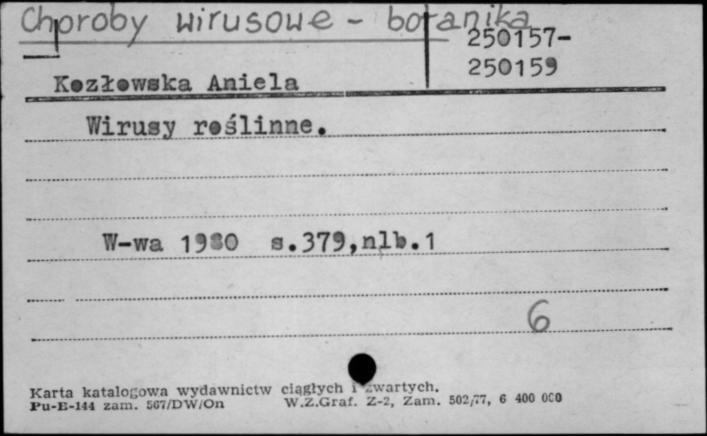 Choroby wirusowe - botanika
250157-
250159
Kozłowska Aniela
Wirusy roślinne.
W-wa 1980 s.379,nlb.1
6
Karta katalogowa wydawnictw ciągłych i zwartych.
Pu-E-144 zam. 567/DW/On W.Z.Graf. Z-2, Zam. 502/77, 6 400 000